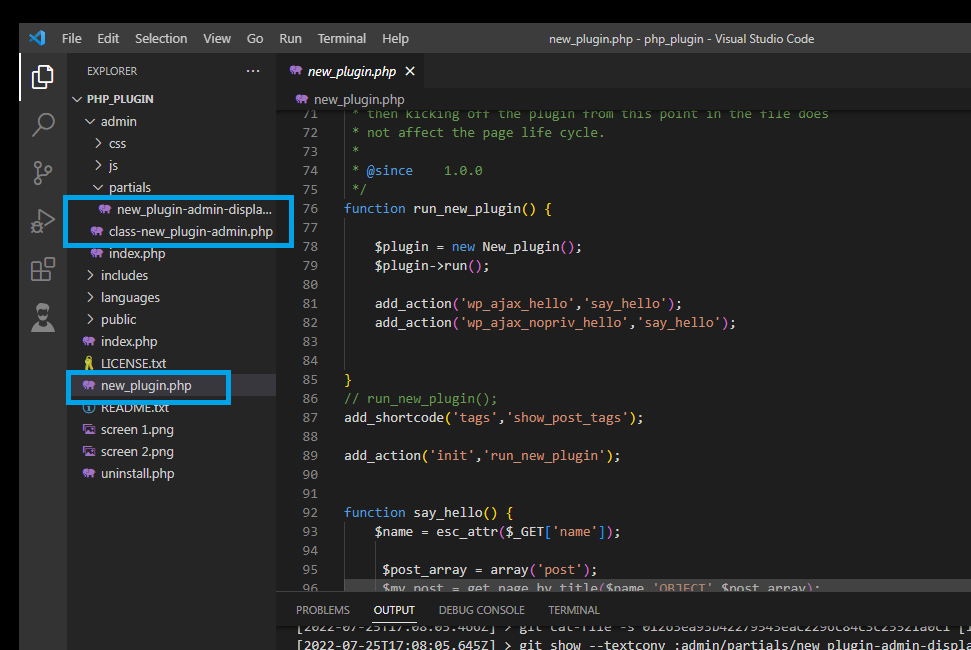 File Edit Selection View Go Run Terminal Help new_plugin.php - php_plugin - Visual Studio Code
EXPLORER ···
PHP_PLUGIN
admin
css
js
partials
new_plugin-admin-displa...
class-new_plugin-admin.php
index.php
includes
languages
public
index.php
LICENSE.txt
new_plugin.php
README.txt
screen 1.png
screen 2.png
uninstall.php
new_plugin.php
new_plugin.php
71 * then kicking off the plugin from this point in the file does
72 * not affect the page life cycle.
73 *
74 * @since 1.0.0
75 */
76 function run_new_plugin() {
77
78 $plugin = new New_plugin();
79 $plugin->run();
80
81 add_action('wp_ajax_hello','say_hello');
82 add_action('wp_ajax_nopriv_hello','say_hello');
83
84
85 }
86 // run_new_plugin();
87 add_shortcode('tags','show_post_tags');
88
89 add_action('init','run_new_plugin');
90
91
92 function say_hello() {
93 $name = esc_attr($_GET['name']);
94
95 $post_array = array('post');
96 $my_post = get_page_by_title($name,'OBJECT',$post_array);
PROBLEMS OUTPUT DEBUG CONSOLE TERMINAL
> git cat-file -s
[2022-07-25T17:08:05.645Z] > git show --textconv :admin/partials/new_plugin-admin-displa